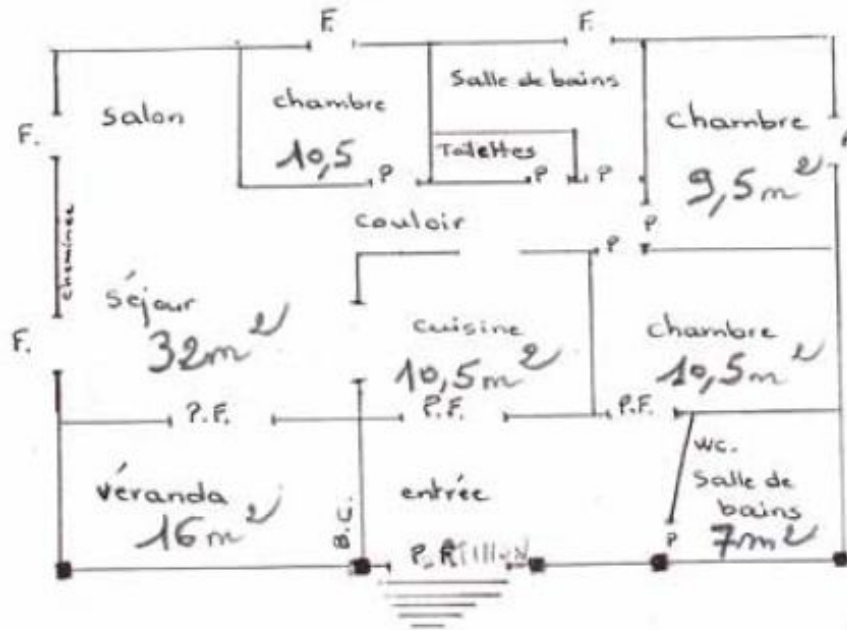 F.
F.
Salle de bains
salon
chambre
chambre
F.
10,5
Toilettes
9,5m²
P
P
P
couloir
P
P
cheminée
séjour
32m²
cuisine
10,5m²
chambre
10,5m²
F.
P.F.
P.F.
P.F.
wc.
Salle de
bains
7m²
véranda
16m²
entrée
B.C.
P